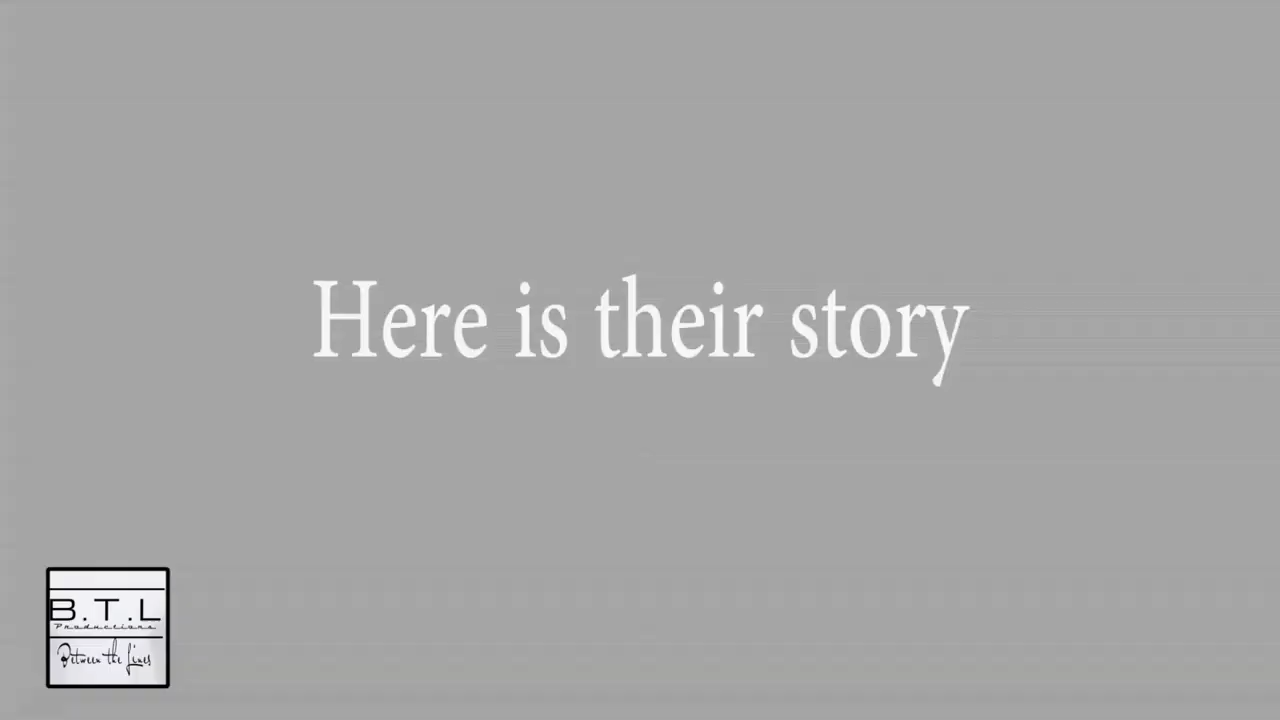 Here is their story
B.T.L
Productions
Between the Lines